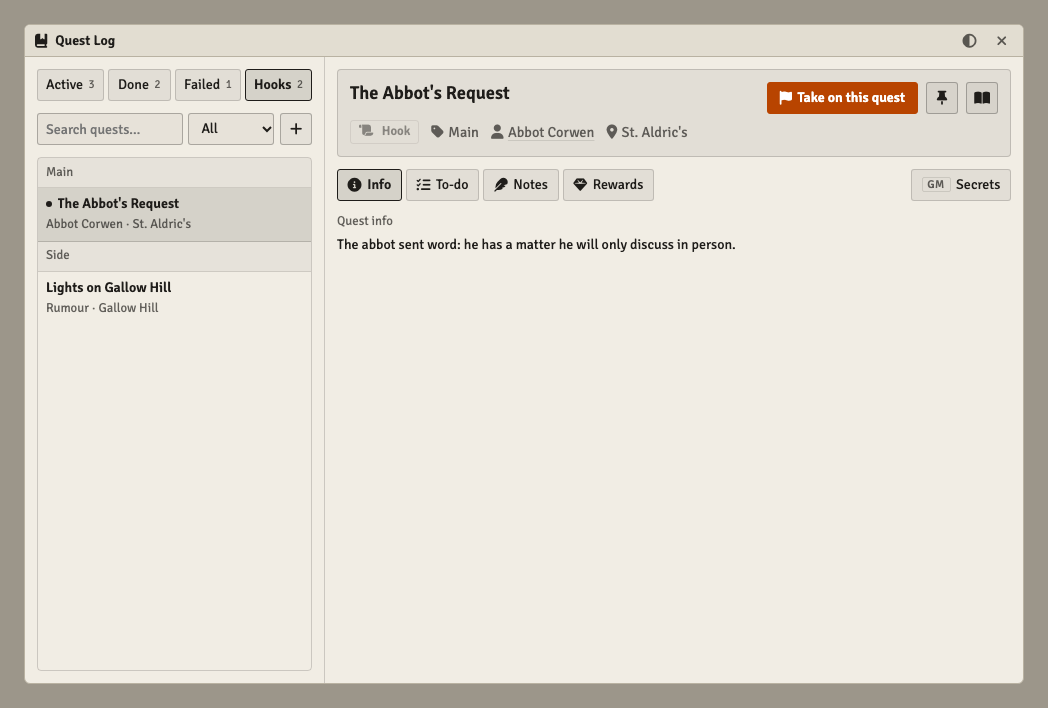 Quest Log
Active 3
Done 2
Failed 1
Hooks 2
Search quests...
All
Main
The Abbot's Request
Abbot Corwen · St. Aldric's
Side
Lights on Gallow Hill
Rumour · Gallow Hill
The Abbot's Request
Take on this quest
Hook
Main
Abbot Corwen
St. Aldric's
Info
To-do
Notes
Rewards
GM Secrets
Quest info
The abbot sent word: he has a matter he will only discuss in person.